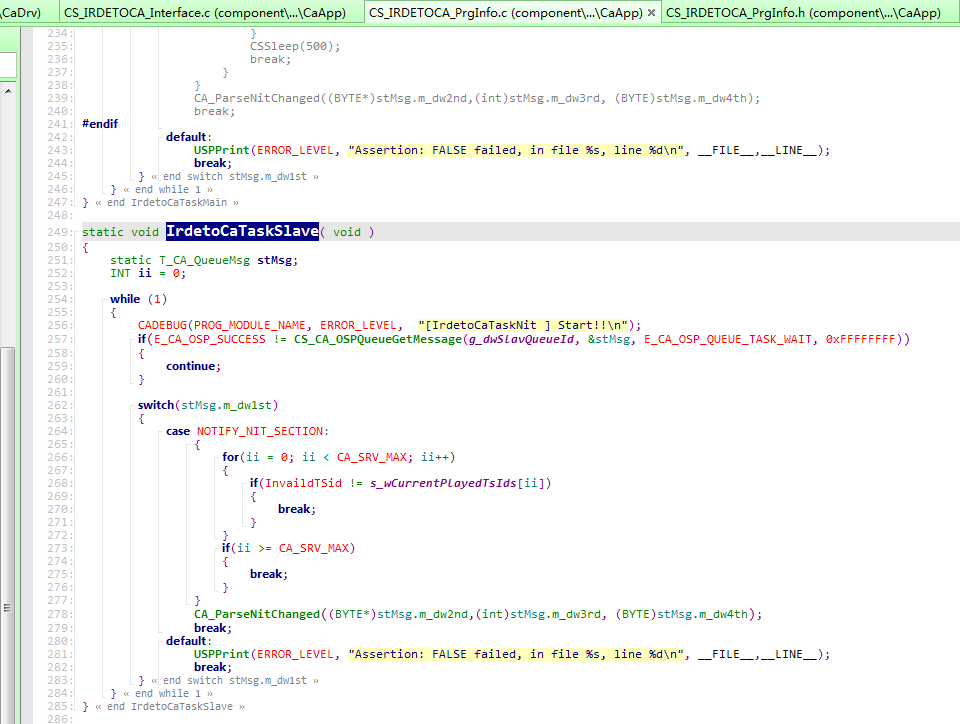 \CaDrv) CS_IRDETOCA_Interface.c (component\...\CaApp) CS_IRDETOCA_PrgInfo.c (component\...\CaApp) × CS_IRDETOCA_PrgInfo.h (component\...\CaApp)
234: }
235: CSSleep(500);
236: break;
237: }
238: }
239: CA_ParseNitChanged((BYTE*)stMsg.m_dw2nd,(int)stMsg.m_dw3rd, (BYTE)stMsg.m_dw4th);
240: break;
241: #endif
242: default:
243: USPPrint(ERROR_LEVEL, "Assertion: FALSE failed, in file %s, line %d\n", __FILE__,__LINE__);
244: break;
245: } « end switch stMsg.m_dw1st »
246: } « end while 1 »
247: } « end IrdetoCaTaskMain »
248:
249: static void IrdetoCaTaskSlave( void )
250: {
251: static T_CA_QueueMsg stMsg;
252: INT ii = 0;
253:
254: while (1)
255: {
256: CADEBUG(PROG_MODULE_NAME, ERROR_LEVEL, "[IrdetoCaTaskNit ] Start!!\n");
257: if(E_CA_OSP_SUCCESS != CS_CA_OSPQueueGetMessage(g_dwSlavQueueId, &stMsg, E_CA_OSP_QUEUE_TASK_WAIT, 0xFFFFFFFF))
258: {
259: continue;
260: }
261:
262: switch(stMsg.m_dw1st)
263: {
264: case NOTIFY_NIT_SECTION:
265: {
266: for(ii = 0; ii < CA_SRV_MAX; ii++)
267: {
268: if(InvaildTSid != s_wCurrentPlayedTsIds[ii])
269: {
270: break;
271: }
272: }
273: if(ii >= CA_SRV_MAX)
274: {
275: break;
276: }
277: }
278: CA_ParseNitChanged((BYTE*)stMsg.m_dw2nd,(int)stMsg.m_dw3rd, (BYTE)stMsg.m_dw4th);
279: break;
280: default:
281: USPPrint(ERROR_LEVEL, "Assertion: FALSE failed, in file %s, line %d\n", __FILE__,__LINE__);
282: break;
283: } « end switch stMsg.m_dw1st »
284: } « end while 1 »
285: } « end IrdetoCaTaskSlave »
286: